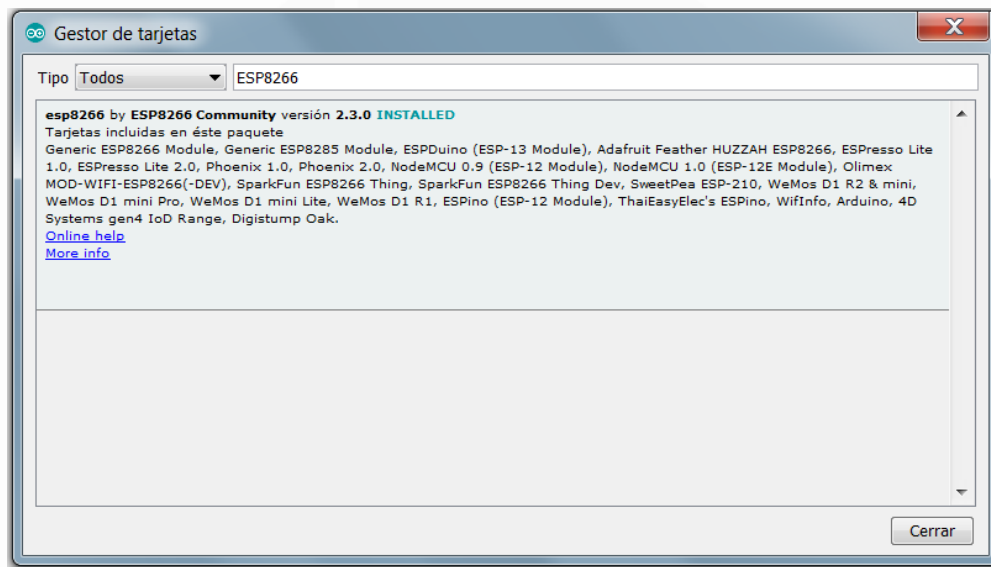 Gestor de tarjetas
X
Tipo Todos ESP8266
esp8266 by ESP8266 Community versión 2.3.0 INSTALLED
Tarjetas incluidas en éste paquete
Generic ESP8266 Module, Generic ESP8285 Module, ESPDuino (ESP-13 Module), Adafruit Feather HUZZAH ESP8266, ESPresso Lite
1.0, ESPresso Lite 2.0, Phoenix 1.0, Phoenix 2.0, NodeMCU 0.9 (ESP-12 Module), NodeMCU 1.0 (ESP-12E Module), Olimex
MOD-WIFI-ESP8266(-DEV), SparkFun ESP8266 Thing, SparkFun ESP8266 Thing Dev, SweetPea ESP-210, WeMos D1 R2 & mini,
WeMos D1 mini Pro, WeMos D1 mini Lite, WeMos D1 R1, ESPino (ESP-12 Module), ThaiEasyElec's ESPino, WifInfo, Arduino, 4D
Systems gen4 IoD Range, Digistump Oak.
Online help
More info
Cerrar